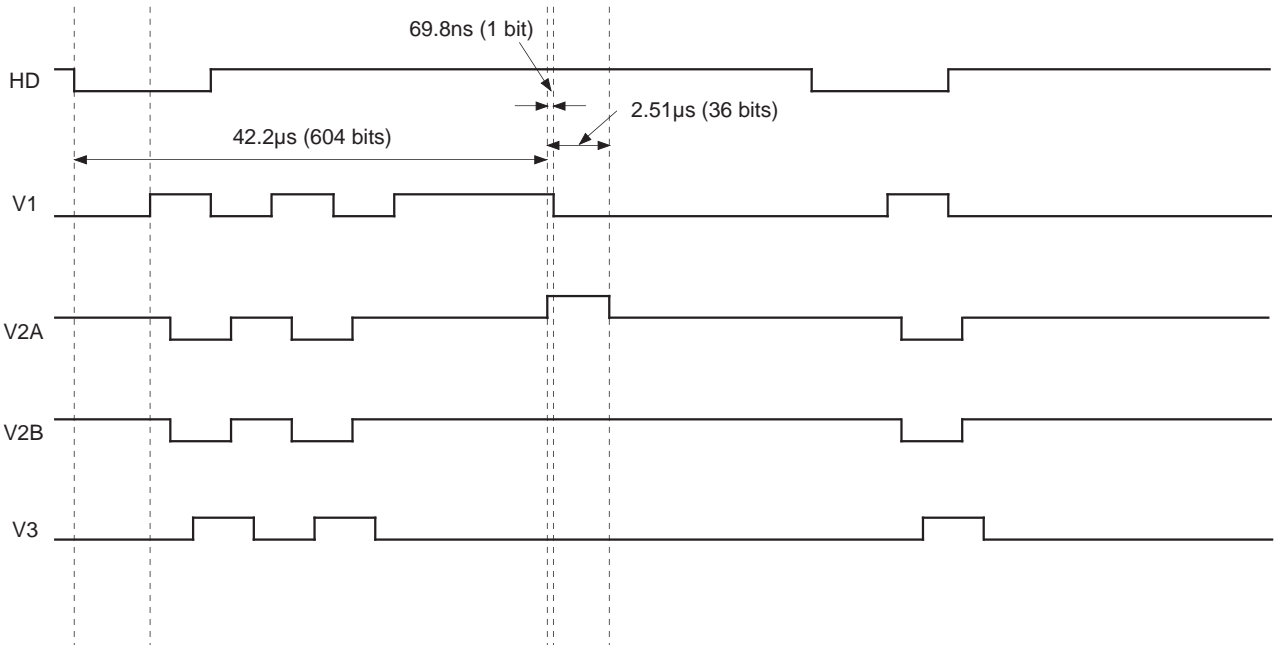 69.8ns (1 bit)
HD
2.51µs (36 bits)
42.2µs (604 bits)
V1
V2A
V2B
V3